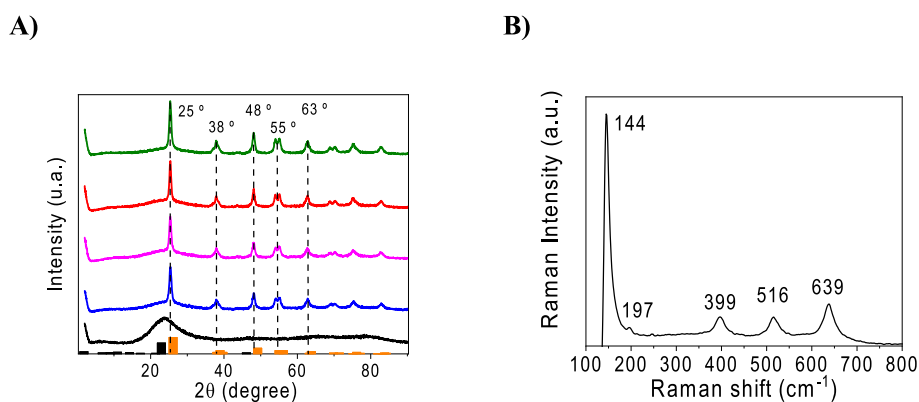 A)
B)
25 º
38 º
48 º
55 º
63 º
Intensity (u.a.)
20
40
60
80
2θ (degree)
144
197
399
516
639
Raman Intensity (a.u.)
100 200 300 400 500 600 700 800
Raman shift (cm⁻¹)